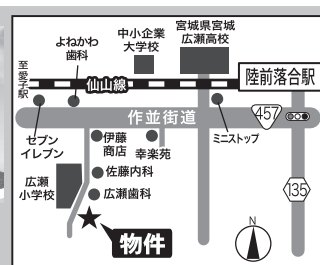 宮城県宮城
広瀬高校
中小企業
大学校
よねかわ
歯科
至愛子駅
仙山線
陸前落合駅
作並街道
457
セブン
イレブン
伊藤
商店
幸楽苑
ミニストップ
佐藤内科
広瀬
小学校
広瀬歯科
135
物件
N